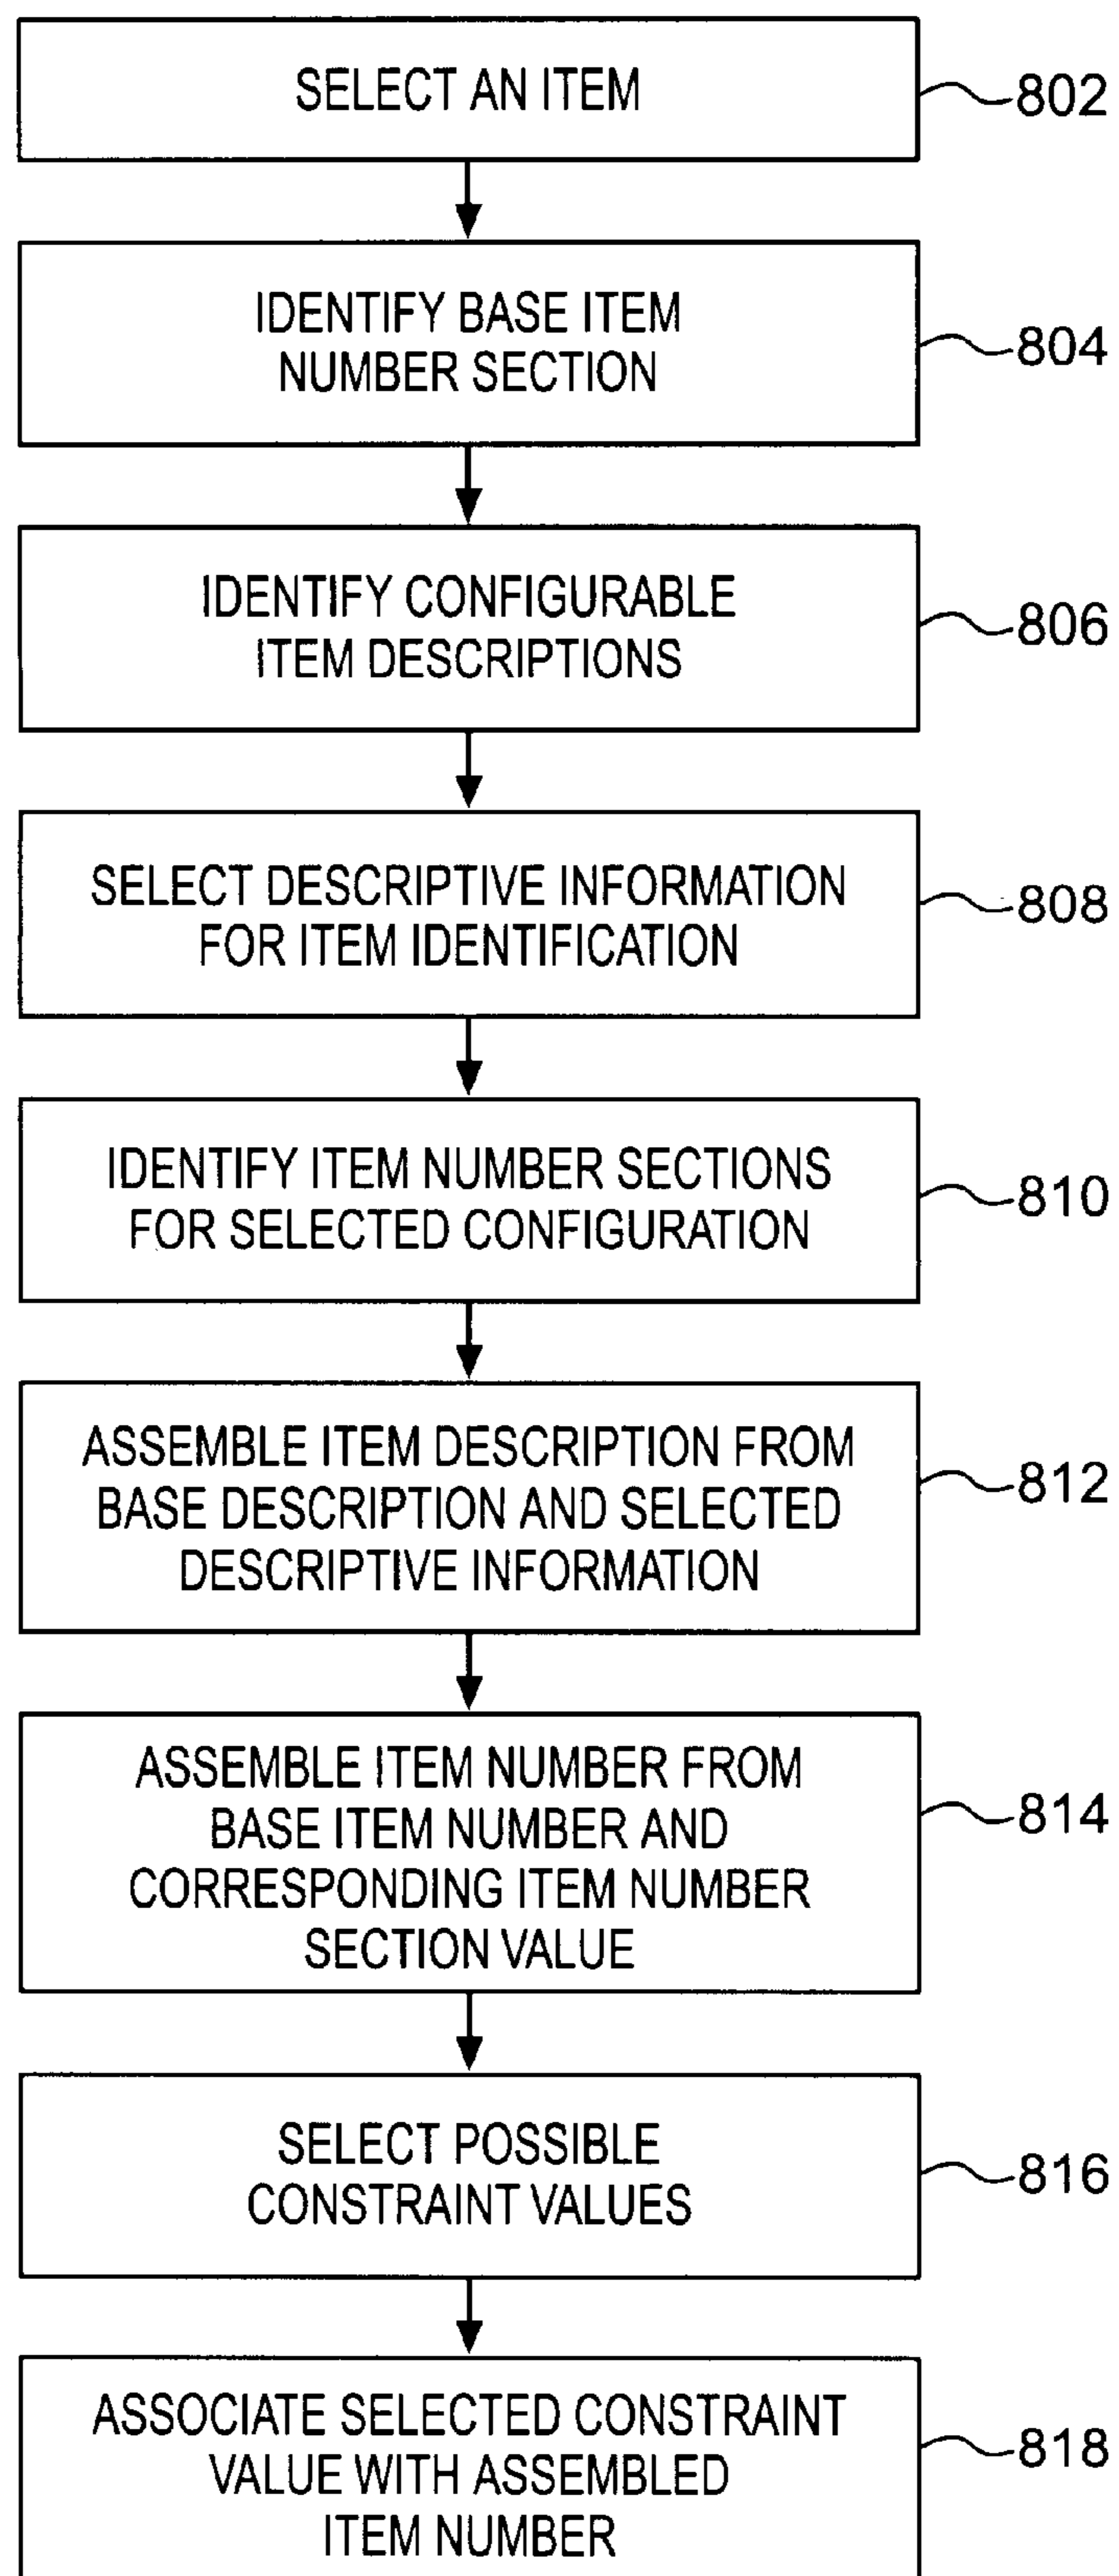 SELECT AN ITEM
802
IDENTIFY BASE ITEM
NUMBER SECTION
804
IDENTIFY CONFIGURABLE
ITEM DESCRIPTIONS
806
SELECT DESCRIPTIVE INFORMATION
FOR ITEM IDENTIFICATION
808
IDENTIFY ITEM NUMBER SECTIONS
FOR SELECTED CONFIGURATION
810
ASSEMBLE ITEM DESCRIPTION FROM
BASE DESCRIPTION AND SELECTED
DESCRIPTIVE INFORMATION
812
ASSEMBLE ITEM NUMBER FROM
BASE ITEM NUMBER AND
CORRESPONDING ITEM NUMBER
SECTION VALUE
814
SELECT POSSIBLE
CONSTRAINT VALUES
816
ASSOCIATE SELECTED CONSTRAINT
VALUE WITH ASSEMBLED
ITEM NUMBER
818